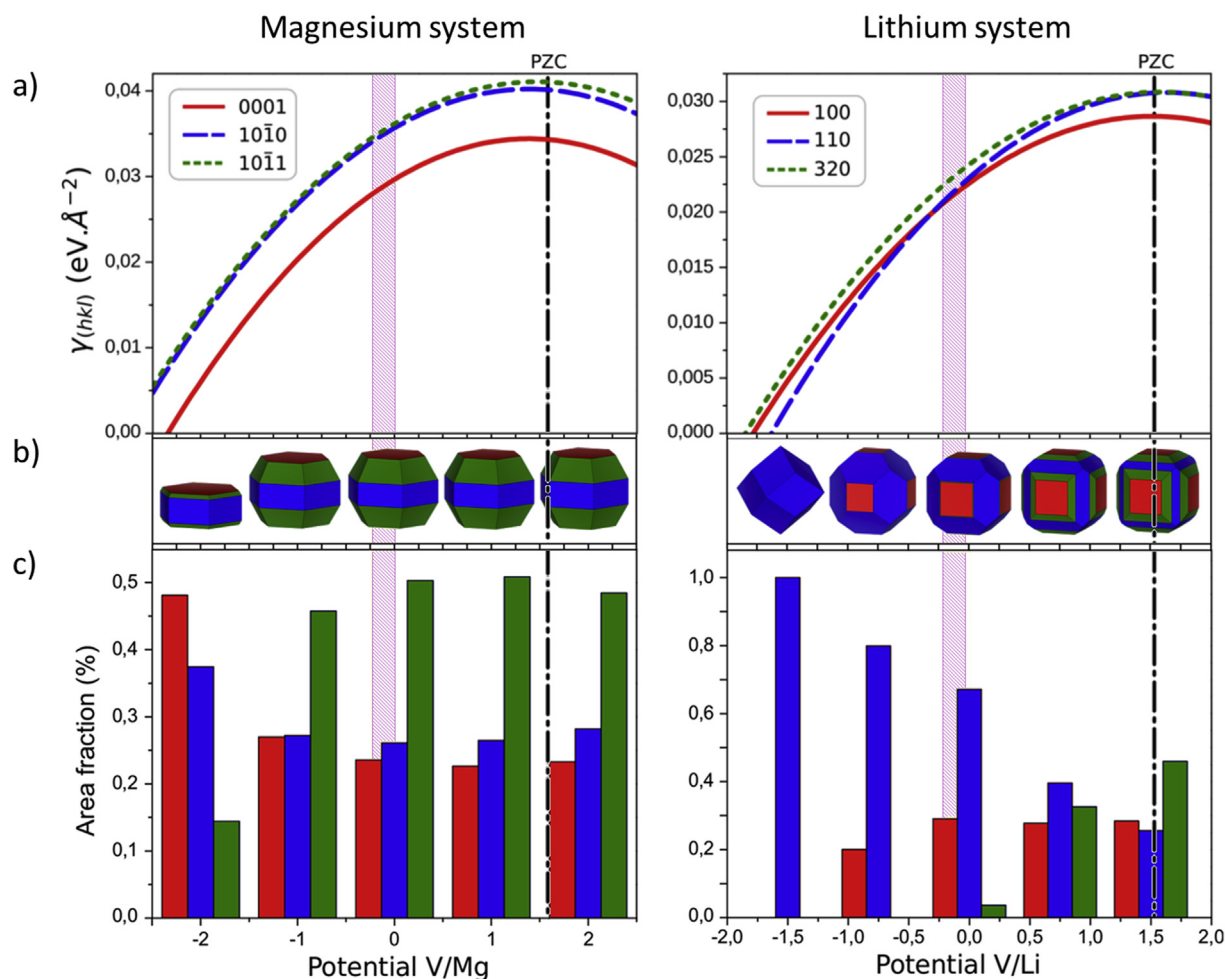 Magnesium system
Lithium system
a)
PZC
PZC
0001
101̄0
101̄1
100
110
320
0,04
0,03
0,02
0,01
0,00
0,030
0,025
0,020
0,015
0,010
0,005
0,000
γ(hkl) (eV.Å⁻²)
b)
c)
0,5
0,4
0,3
0,2
0,1
0,0
1,0
0,8
0,6
0,4
0,2
0,0
Area fraction (%)
-2 -1 0 1 2
-2,0 -1,5 -1,0 -0,5 0,0 0,5 1,0 1,5 2,0
Potential V/Mg
Potential V/Li